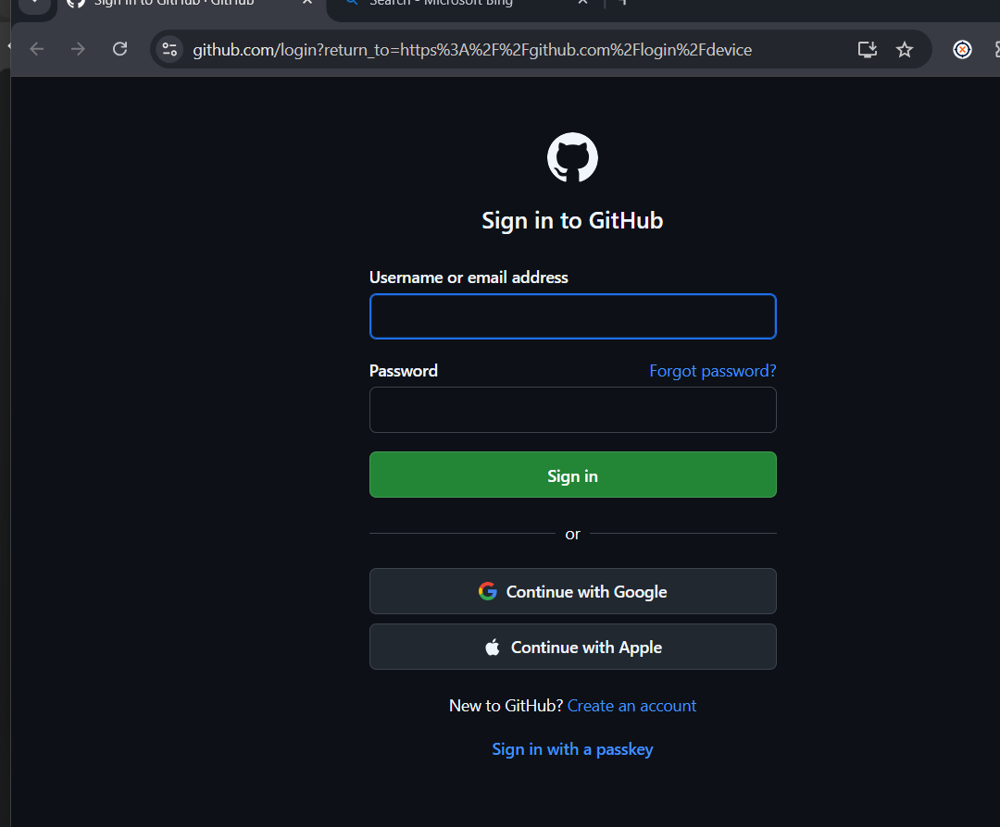 Sign in to GitHub · GitHub
Search - Microsoft Bing
github.com/login?return_to=https%3A%2F%2Fgithub.com%2Flogin%2Fdevice
Sign in to GitHub
Username or email address
Password
Forgot password?
Sign in
or
Continue with Google
Continue with Apple
New to GitHub? Create an account
Sign in with a passkey